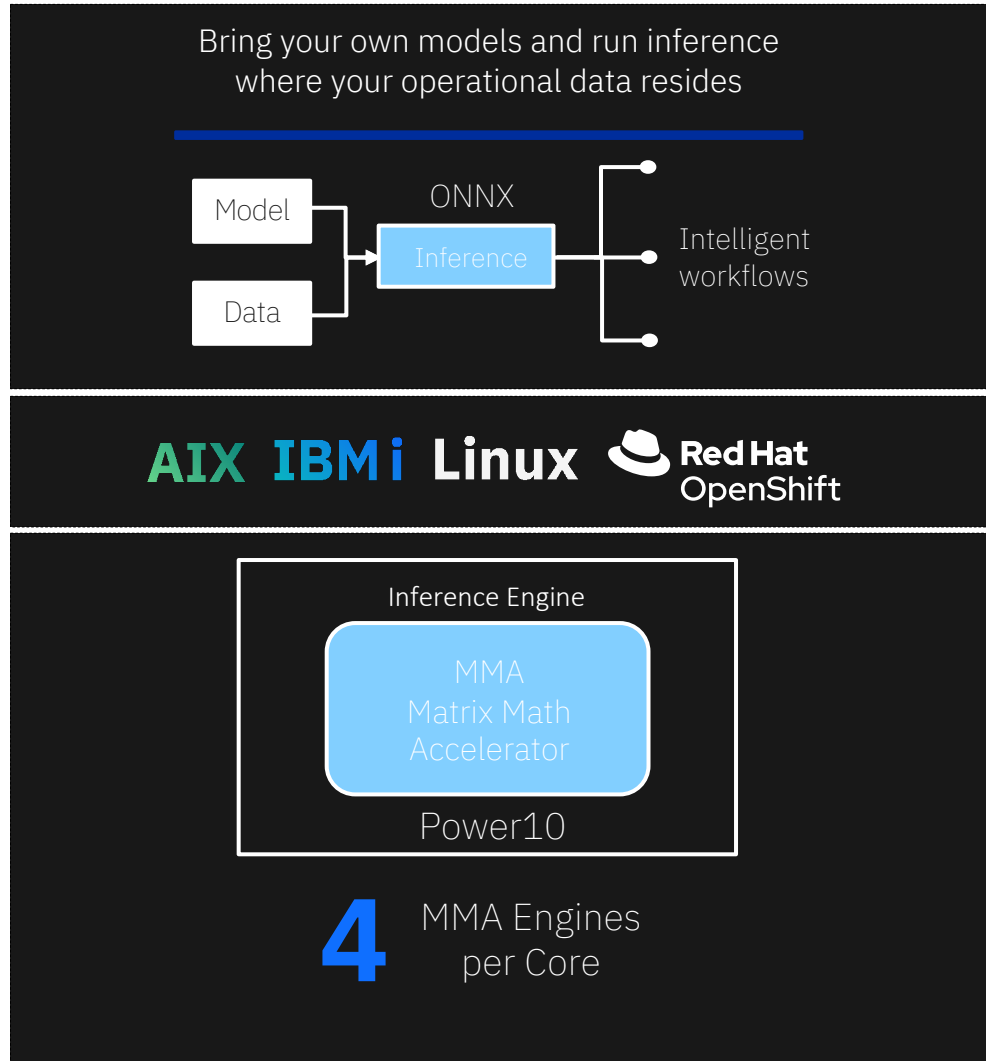 Bring your own models and run inference
where your operational data resides
Model
Data
ONNX
Inference
Intelligent
workflows
AIX IBM i Linux Red Hat
OpenShift
Inference Engine
MMA
Matrix Math
Accelerator
Power10
4 MMA Engines
per Core